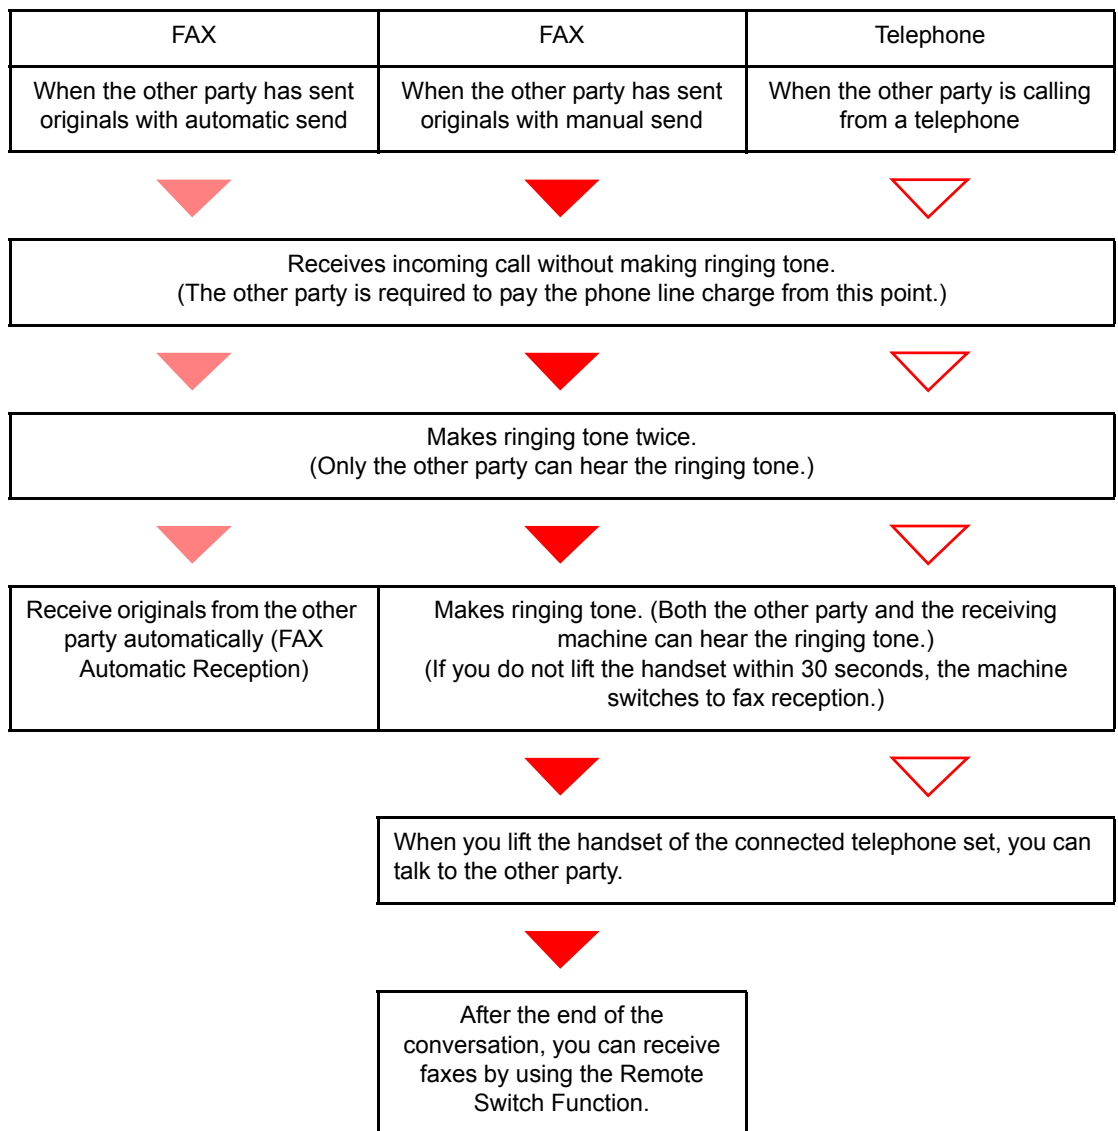 FAX
FAX
Telephone
When the other party has sent
originals with automatic send
When the other party has sent
originals with manual send
When the other party is calling
from a telephone
Receives incoming call without making ringing tone.
(The other party is required to pay the phone line charge from this point.)
Makes ringing tone twice.
(Only the other party can hear the ringing tone.)
Receive originals from the other
party automatically (FAX
Automatic Reception)
Makes ringing tone. (Both the other party and the receiving
machine can hear the ringing tone.)
(If you do not lift the handset within 30 seconds, the machine
switches to fax reception.)
When you lift the handset of the connected telephone set, you can
talk to the other party.
After the end of the
conversation, you can receive
faxes by using the Remote
Switch Function.